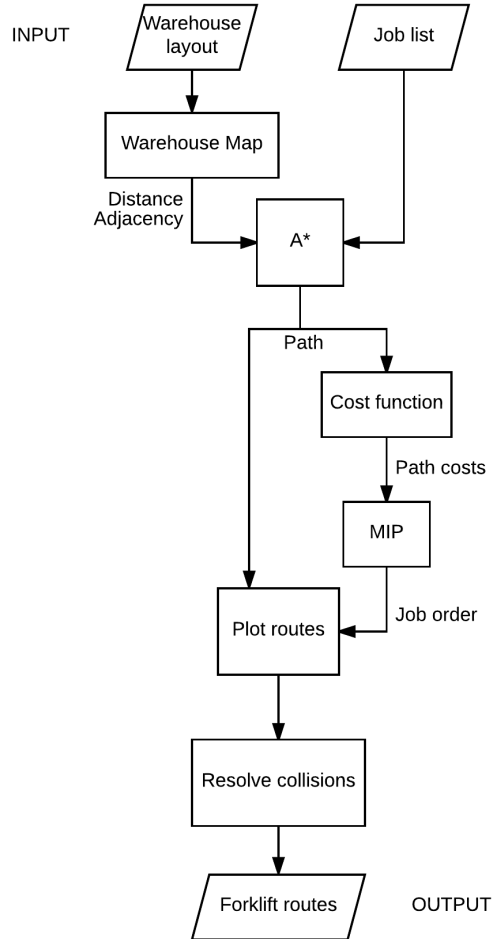 INPUT
Warehouse
layout
Job list
Warehouse Map
Distance
Adjacency
A*
Path
Cost function
Path costs
MIP
Job order
Plot routes
Resolve collisions
Forklift routes
OUTPUT